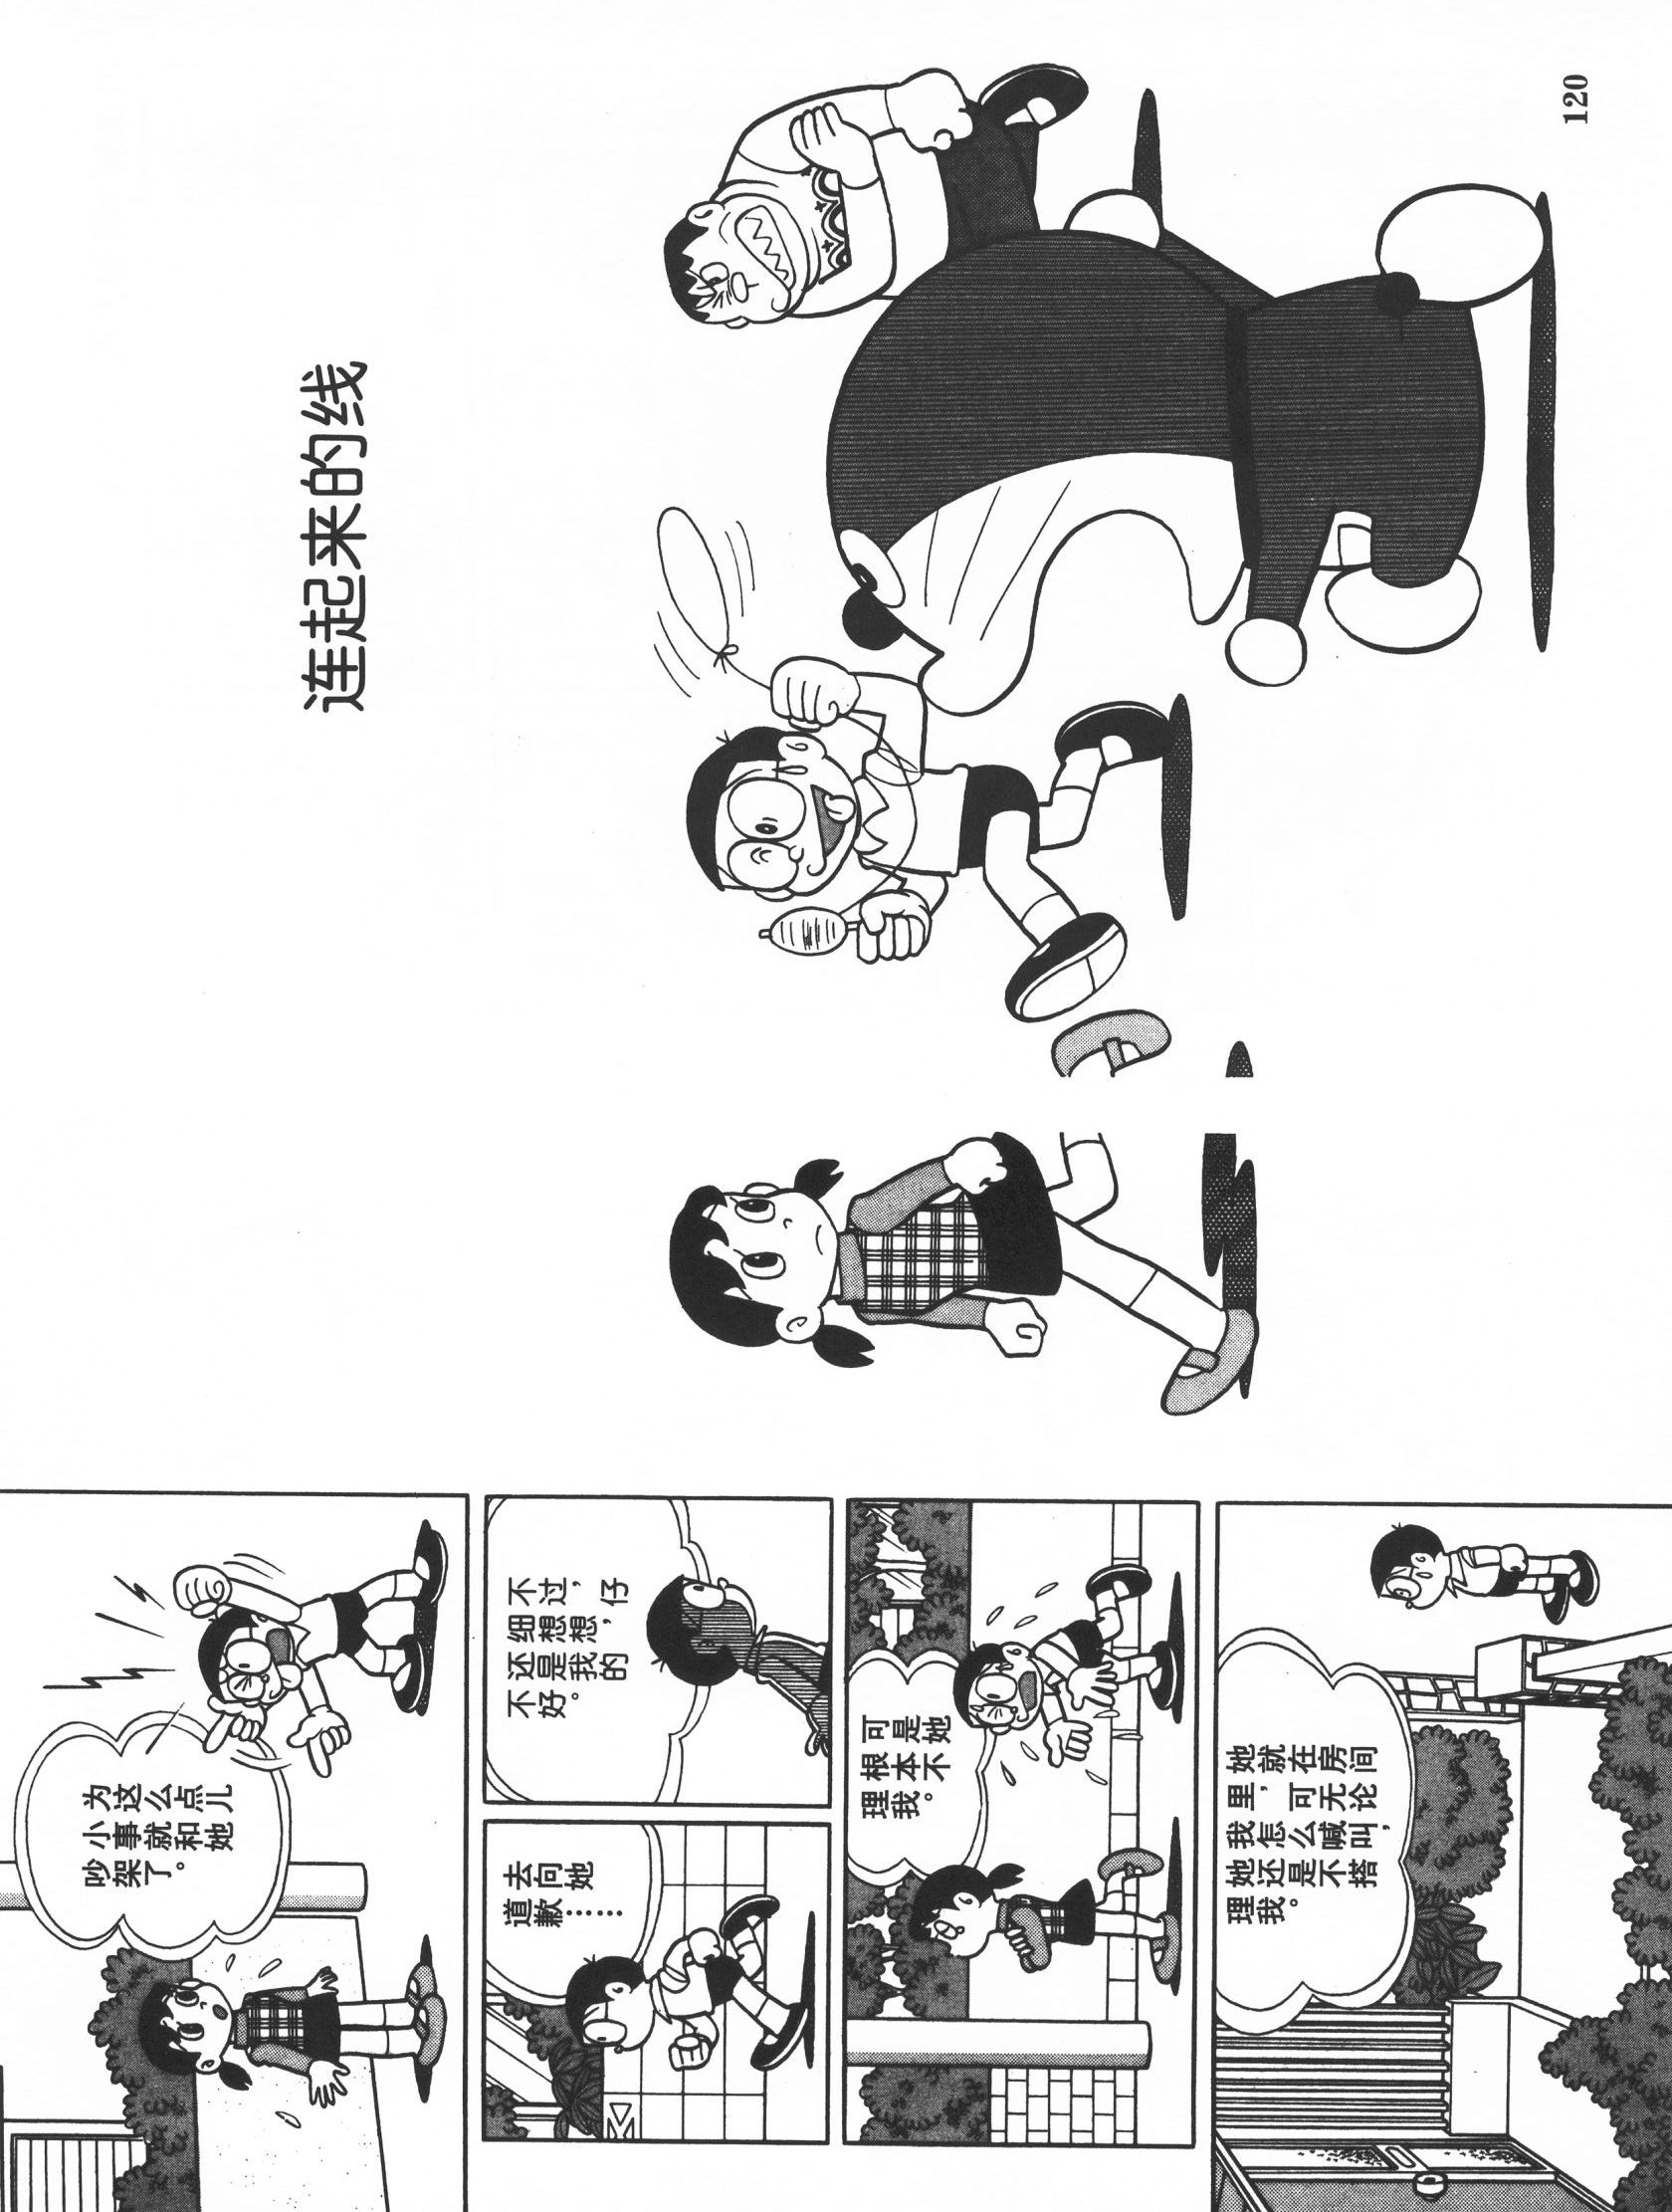 连起来的线
120
为这么点儿
小事就和她
吵架了。
不过，仔
细想想，
还是我的
不好。
去向她
道歉……
可是她
根本不
理我。
她就在房间
里，可无论
我怎么喊叫，
她还是不搭
理我。